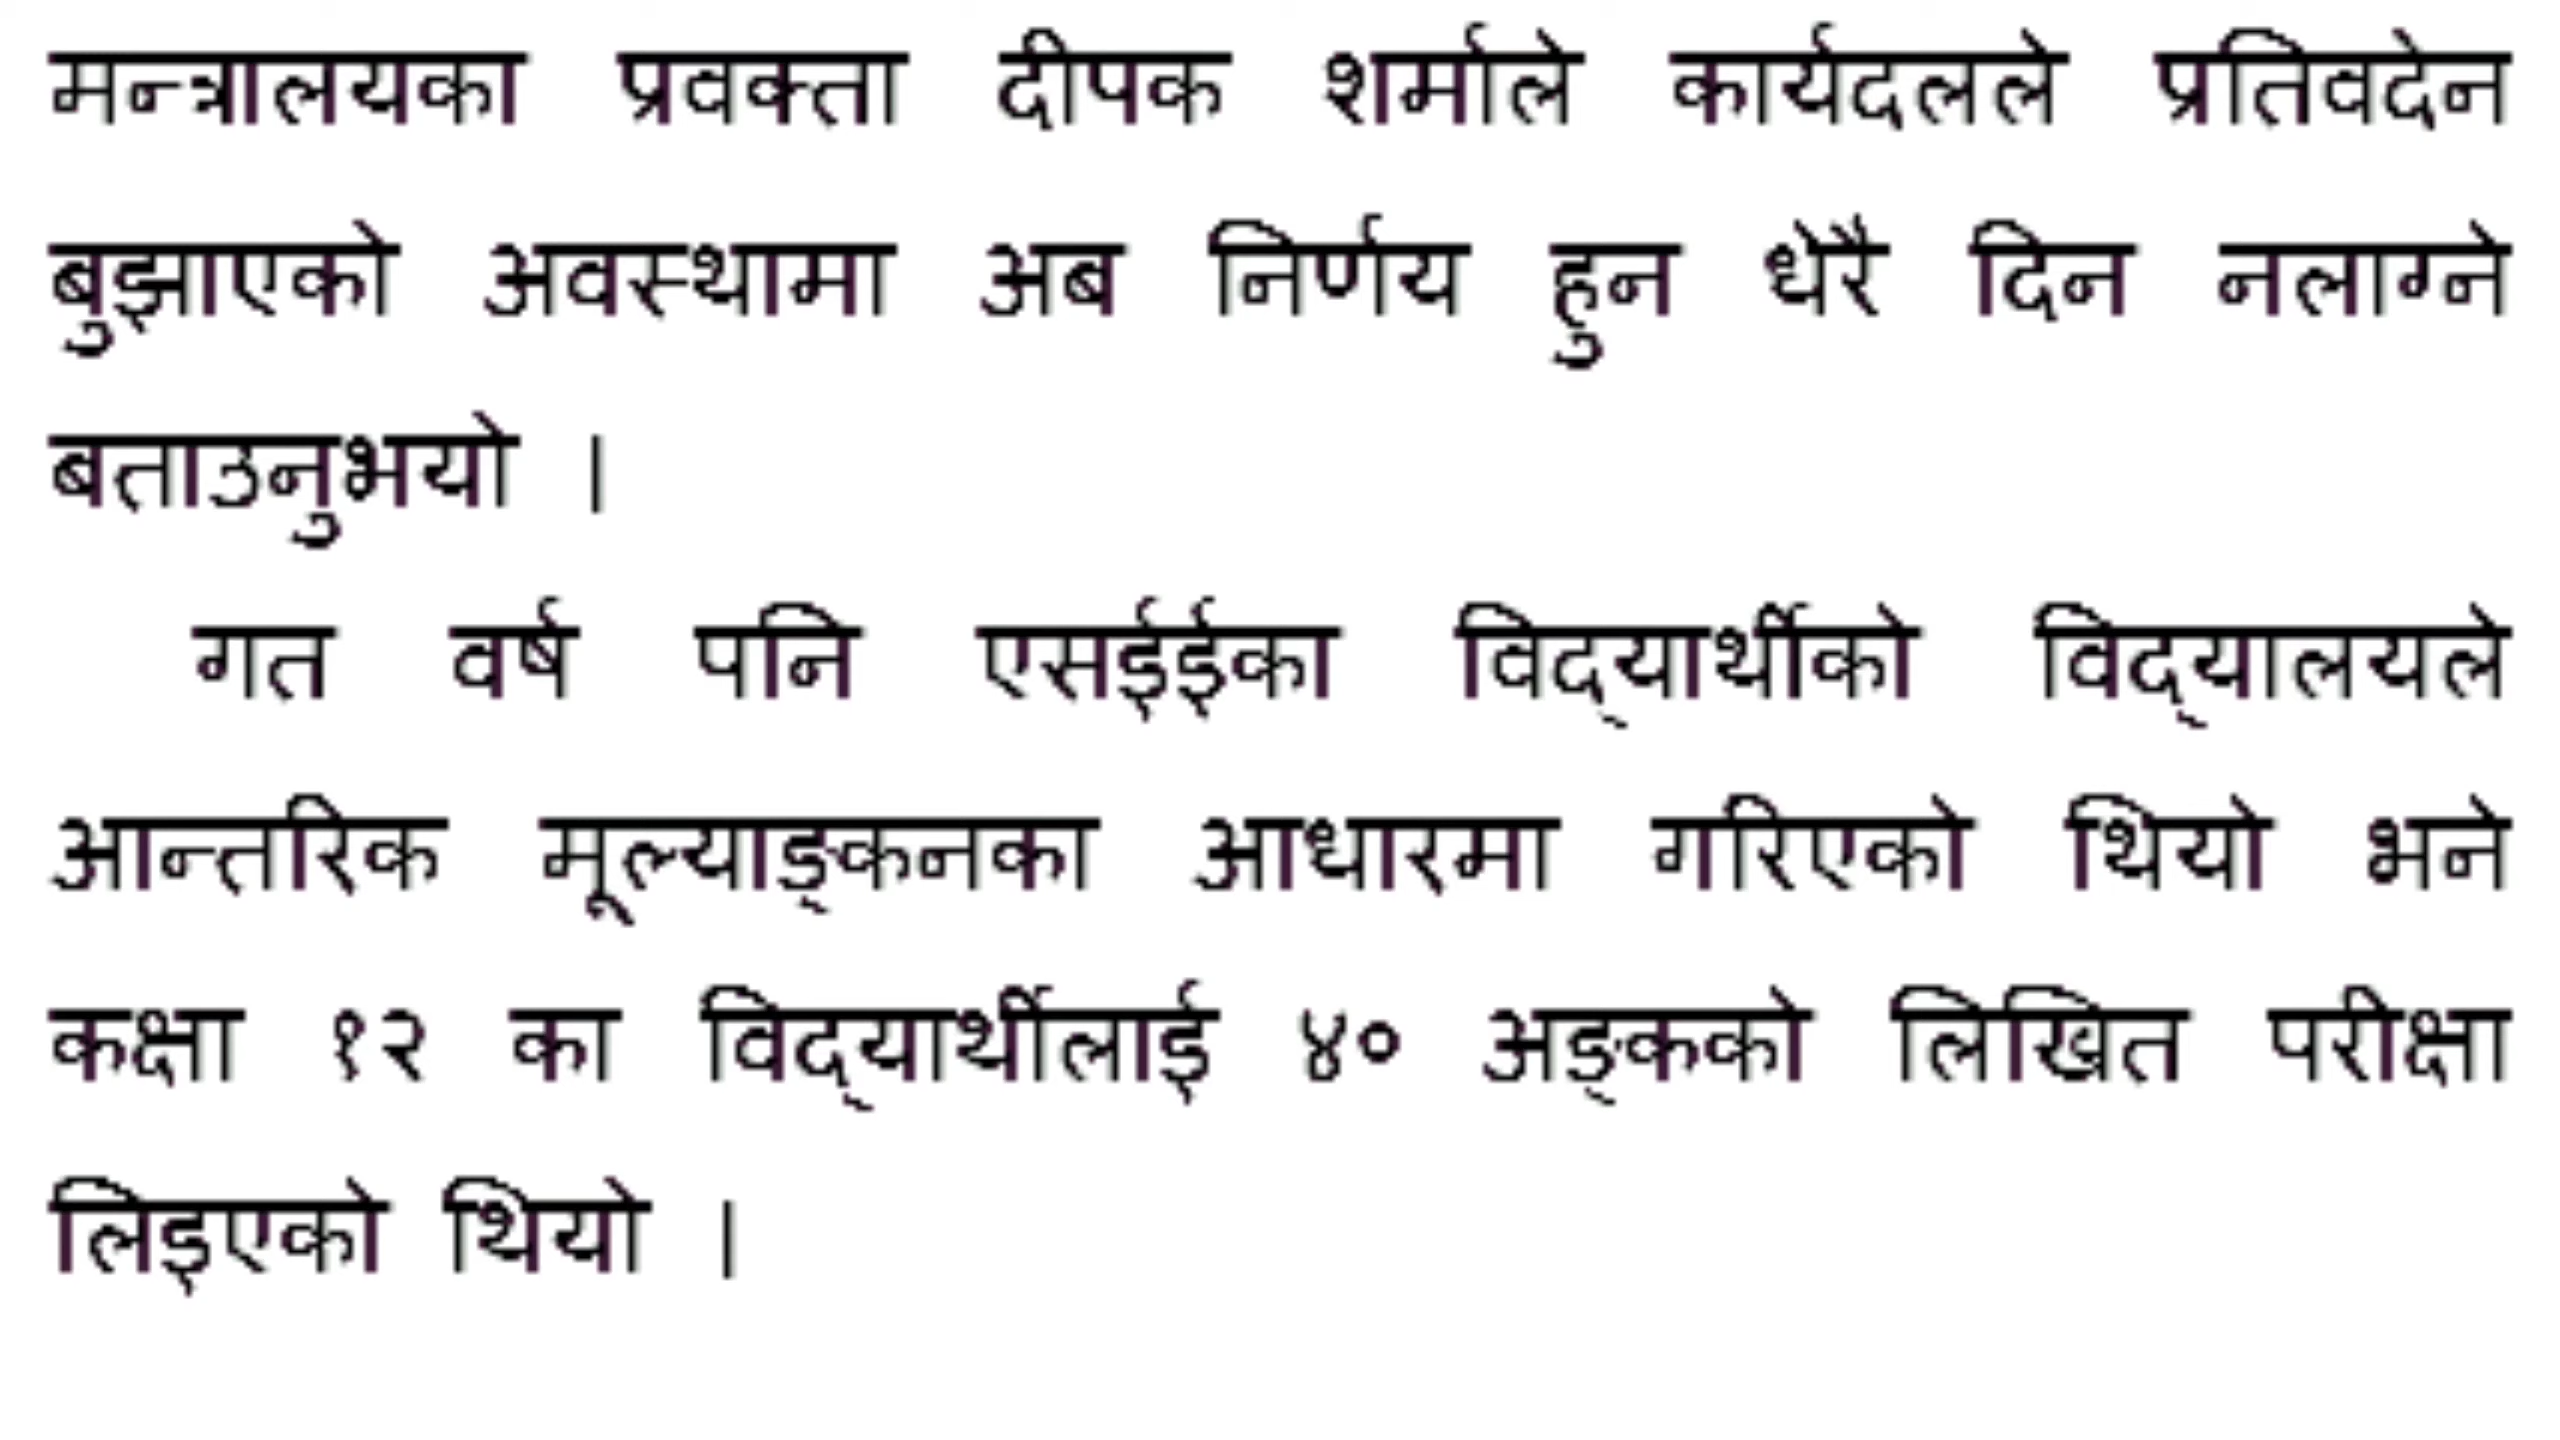 मन्त्रालयका प्रवक्ता दीपक शर्माले कार्यदलले प्रतिवदेन
बुझाएको अवस्थामा अब निर्णय हुन धेरै दिन नलाग्ने
बताउनुभयो ।
गत वर्ष पनि एसईईका विद्यार्थीको विद्यालयले
आन्तरिक मूल्याङ्कनका आधारमा गरिएको थियो भने
कक्षा १२ का विद्यार्थीलाई ४० अङ्कको लिखित परीक्षा
लिइएको थियो ।